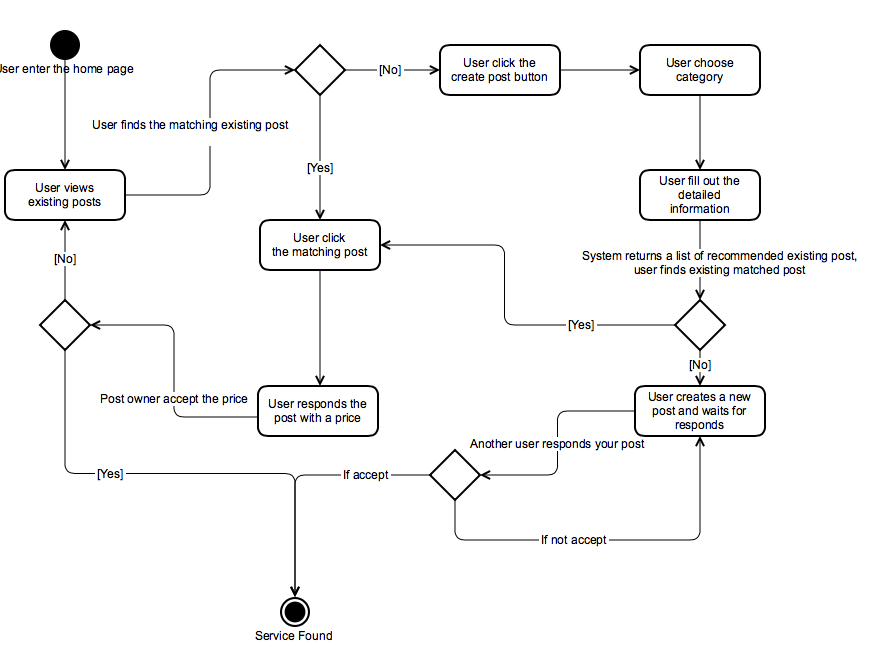 User enter the home page
[No]
User click the
create post button
User choose
category
User finds the matching existing post
[Yes]
User views
existing posts
User fill out the
detailed
information
User click
the matching post
[No]
System returns a list of recommended existing post,
user finds existing matched post
[Yes]
[No]
Post owner accept the price
User responds the
post with a price
User creates a new
post and waits for
responds
Another user responds your post
[Yes]
If accept
If not accept
Service Found